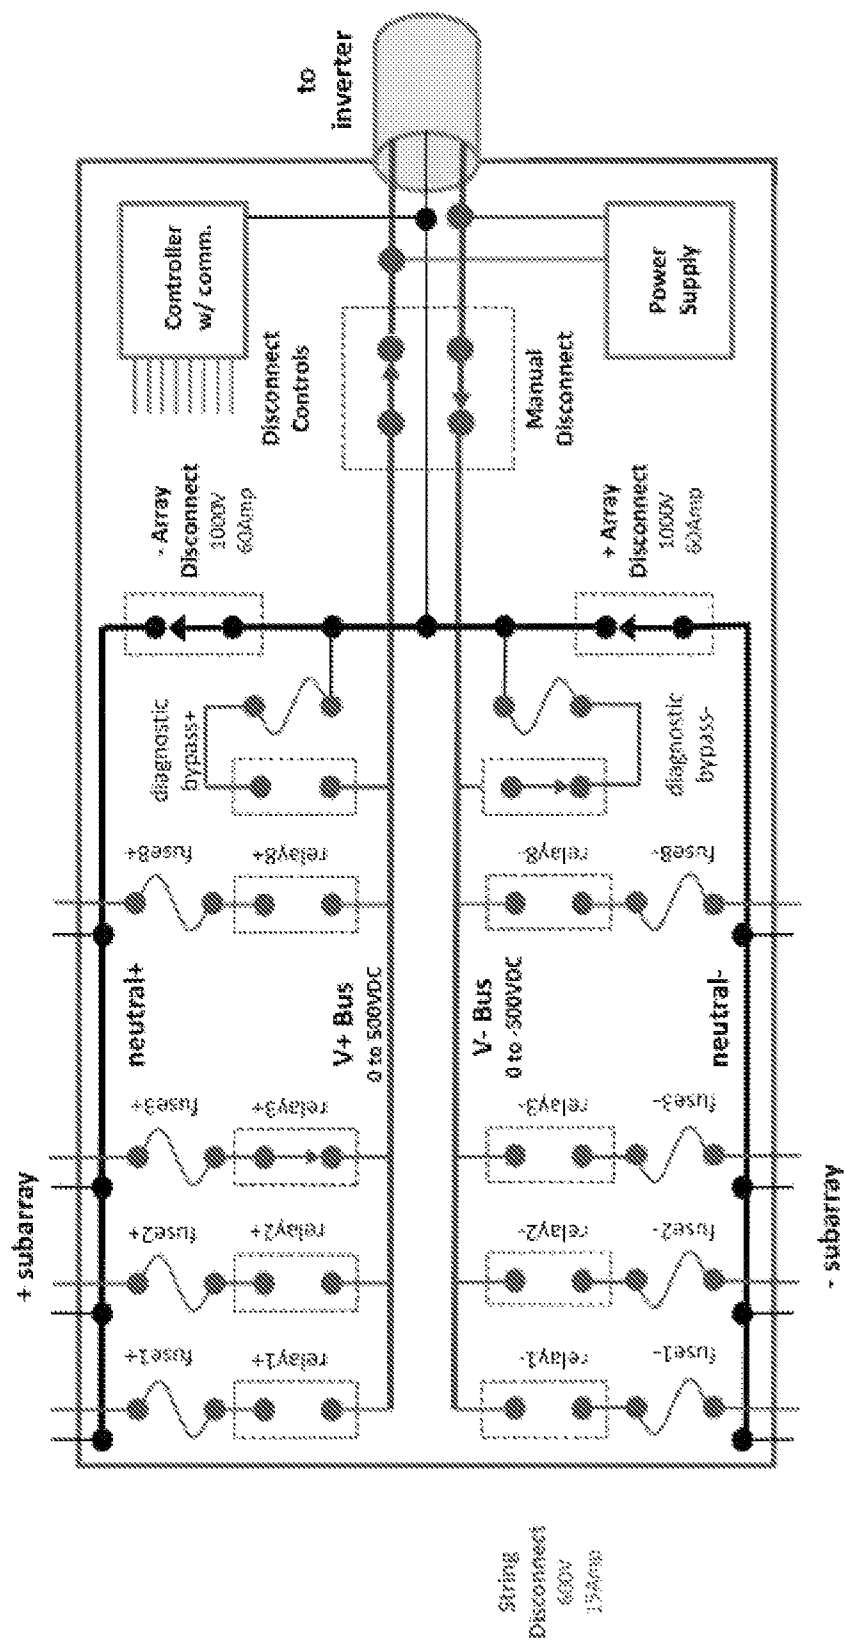 to
inverter
Controller
w/ comm.
Power
Supply
Disconnect
Controls
Manual
Disconnect
- Array
Disconnect
1000V
60Amp
+ Array
Disconnect
1000V
60Amp
diagnostic
bypass+
diagnostic
bypass-
fuse8+
relay8+
relay8-
fuse8-
neutral+
V+ Bus
0 to 500VDC
V- Bus
0 to -500VDC
neutral-
fuse3+
relay3+
relay3-
fuse3-
+ subarray
- subarray
fuse2+
relay2+
relay2-
fuse2-
fuse1+
relay1+
relay1-
fuse1-
String
Disconnect
600V
15Amp